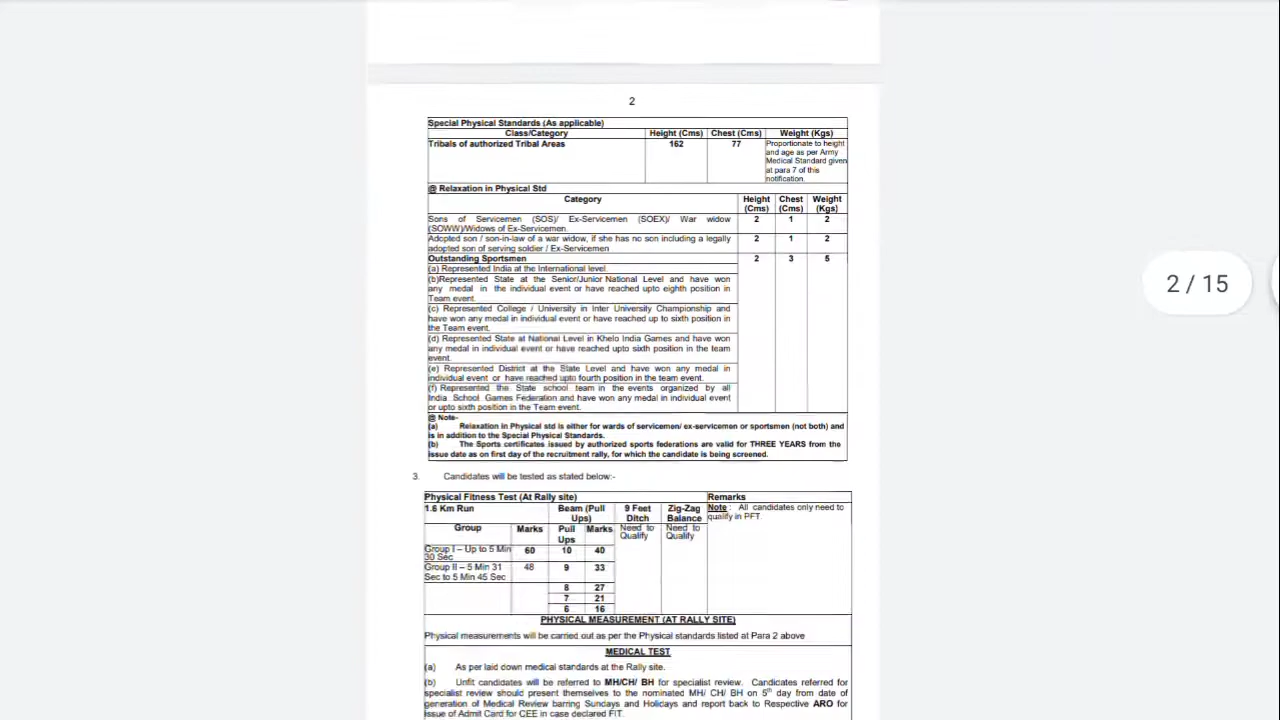 2
Special Physical Standards (As applicable)
Class/Category Height (Cms) Chest (Cms) Weight (Kgs)
Tribals of authorized Tribal Areas 162 77 Proportionate to height
and age as per Army
Medical Standard given
at para 7 of this
notification.
@ Relaxation in Physical Std
Category Height (Cms) Chest (Cms) Weight (Kgs)
Sons of Servicemen (SOS)/ Ex-Servicemen (SOEX)/ War widow 2 1 2
(SOWW)/Widows of Ex-Servicemen.
Adopted son / son-in-law of a war widow, if she has no son including a legally 2 1 2
adopted son of serving soldier / Ex-Servicemen
Outstanding Sportsmen 2 3 5
(a) Represented India at the International level.
(b)Represented State at the Senior/Junior National Level and have won
any medal in the individual event or have reached upto eighth position in
Team event.
(c) Represented College / University in Inter University Championship and
have won any medal in individual event or have reached up to sixth position in
the Team event.
(d) Represented State at National Level in Khelo India Games and have won
any medal in individual event or have reached upto sixth position in the team
event.
(e) Represented District at the State Level and have won any medal in
individual event or have reached upto fourth position in the team event.
(f) Represented the State school team in the events organized by all
India School Games Federation and have won any medal in individual event
or upto sixth position in the Team event.
@ Note-
(a) Relaxation in Physical std is either for wards of servicemen/ ex-servicemen or sportsmen (not both) and
is in addition to the Special Physical Standards.
(b) The Sports certificates issued by authorized sports federations are valid for THREE YEARS from the
issue date as on first day of the recruitment rally, for which the candidate is being screened.
3. Candidates will be tested as stated below:-
Physical Fitness Test (At Rally site) Remarks
1.6 Km Run Beam (Pull Ups) 9 Feet Ditch Zig-Zag Balance Note : All candidates only need to
qualify in PFT.
Group Marks Pull Ups Marks Need to Qualify Need to Qualify
Group I – Up to 5 Min 30 Sec 60 10 40
Group II – 5 Min 31 Sec to 5 Min 45 Sec 48 9 33
8 27
7 21
6 16
PHYSICAL MEASUREMENT (AT RALLY SITE)
Physical measurements will be carried out as per the Physical standards listed at Para 2 above
MEDICAL TEST
(a) As per laid down medical standards at the Rally site.
(b) Unfit candidates will be referred to MH/CH/ BH for specialist review. Candidates referred for
specialist review should present themselves to the nominated MH/ CH/ BH on 5th day from date of
generation of Medical Review barring Sundays and Holidays and report back to Respective ARO for
issue of Admit Card for CEE in case declared FIT.
2 / 15